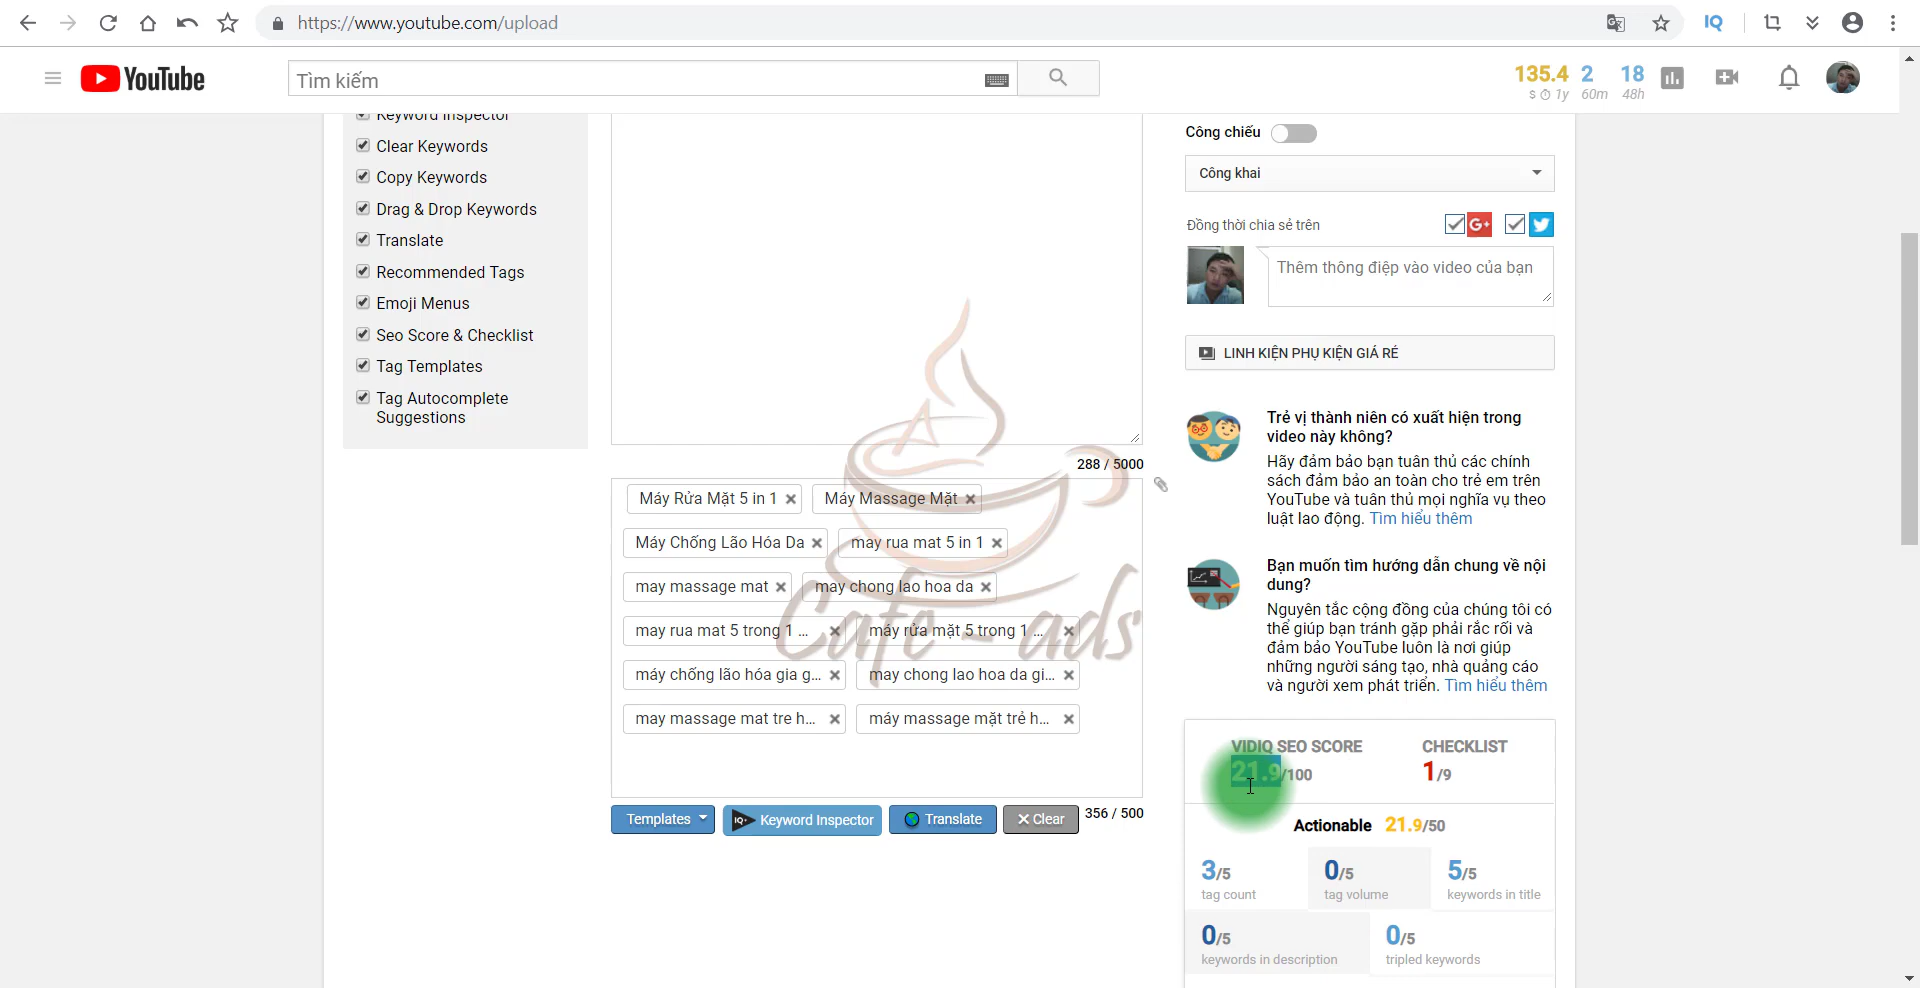 https://www.youtube.com/upload
IQ
YouTube
Tìm kiếm
135.4 2 18
$ 1y 60m 48h
Keyword Inspector
Clear Keywords
Copy Keywords
Drag & Drop Keywords
Translate
Recommended Tags
Emoji Menus
Seo Score & Checklist
Tag Templates
Tag Autocomplete
Suggestions
288 / 5000
Máy Rửa Mặt 5 in 1
Máy Massage Mặt
Máy Chống Lão Hóa Da
may rua mat 5 in 1
may massage mat
may chong lao hoa da
may rua mat 5 trong 1 ...
máy rửa mặt 5 trong 1 ...
máy chống lão hóa gia g...
may chong lao hoa da gi...
may massage mat tre h...
máy massage mặt trẻ h...
Cafe - ads
Templates
IQ Keyword Inspector
Translate
Clear
356 / 500
Công chiếu
Công khai
Đồng thời chia sẻ trên
G+
Thêm thông điệp vào video của bạn
LINH KIỆN PHỤ KIỆN GIÁ RẺ
Trẻ vị thành niên có xuất hiện trong
video này không?
Hãy đảm bảo bạn tuân thủ các chính
sách đảm bảo an toàn cho trẻ em trên
YouTube và tuân thủ mọi nghĩa vụ theo
luật lao động. Tìm hiểu thêm
Bạn muốn tìm hướng dẫn chung về nội
dung?
Nguyên tắc cộng đồng của chúng tôi có
thể giúp bạn tránh gặp phải rắc rối và
đảm bảo YouTube luôn là nơi giúp
những người sáng tạo, nhà quảng cáo
và người xem phát triển. Tìm hiểu thêm
VIDIQ SEO SCORE
21.9/100
CHECKLIST
1/9
Actionable 21.9/50
3/5
tag count
0/5
tag volume
5/5
keywords in title
0/5
keywords in description
0/5
tripled keywords